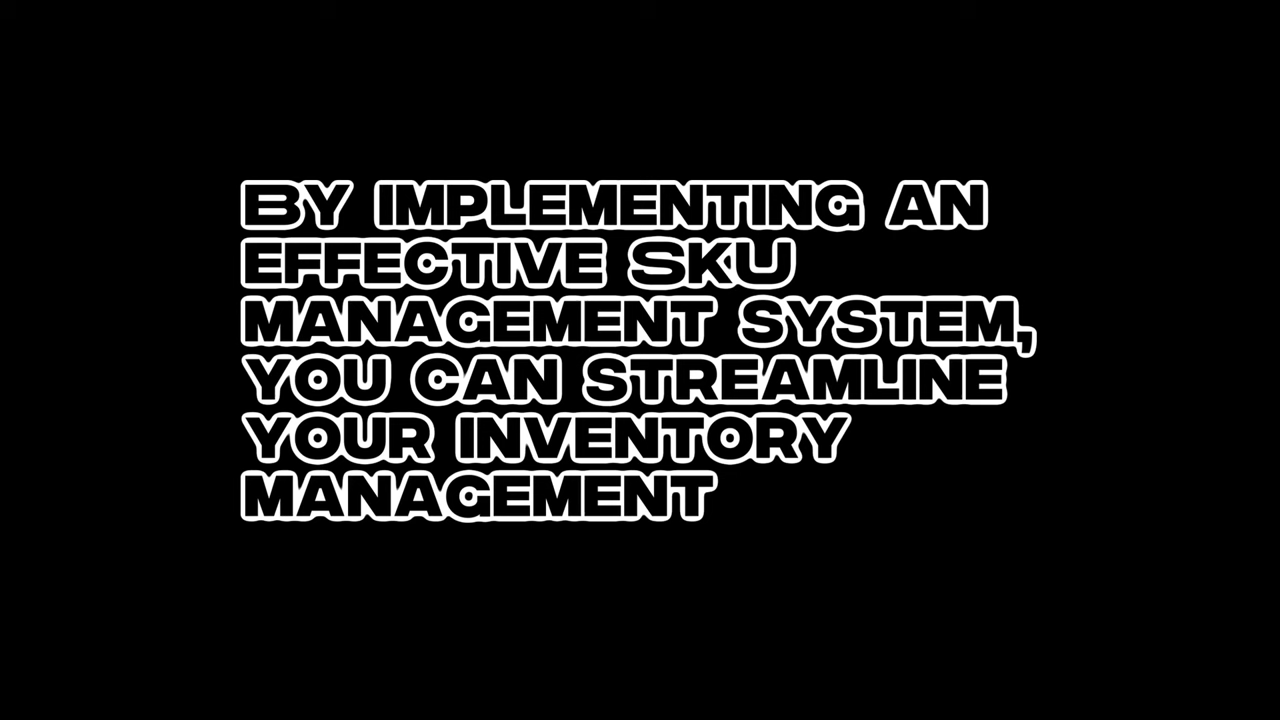 By implementing an
effective SKU
management system,
you can streamline
your inventory
management